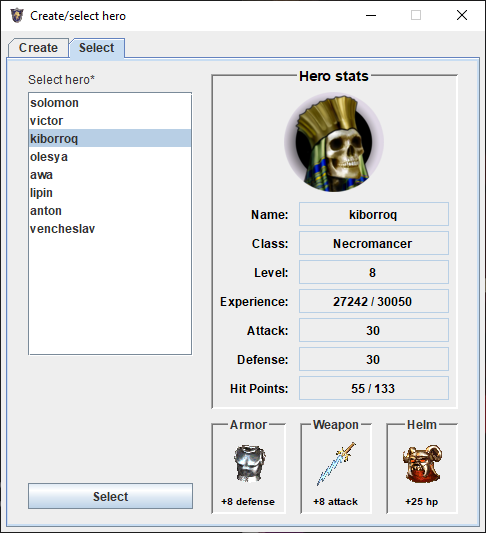 Create/select hero
Create
Select
Select hero*
solomon
victor
kiborroq
olesya
awa
lipin
anton
vencheslav
Select
Hero stats
Name: kiborroq
Class: Necromancer
Level: 8
Experience: 27242 / 30050
Attack: 30
Defense: 30
Hit Points: 55 / 133
Armor
+8 defense
Weapon
+8 attack
Helm
+25 hp